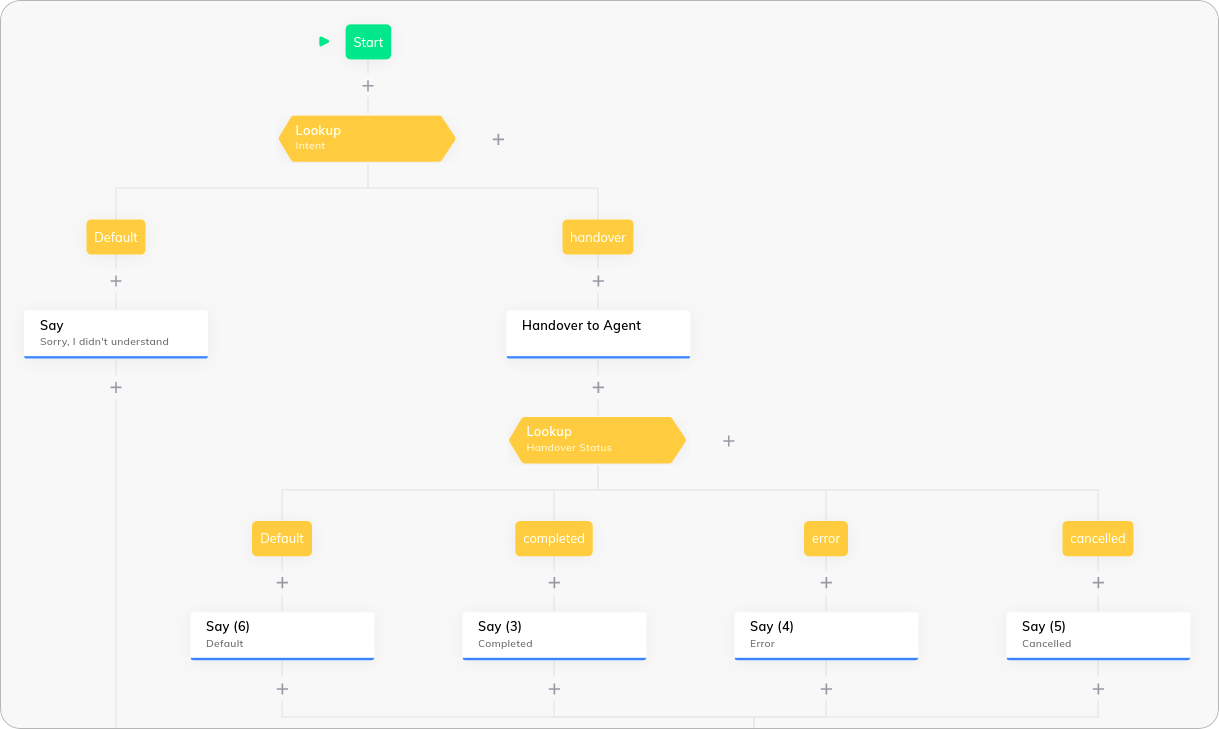 Start
Lookup
Intent
Default
handover
Say
Sorry, I didn't understand
Handover to Agent
Lookup
Handover Status
Default
completed
error
cancelled
Say (6)
Default
Say (3)
Completed
Say (4)
Error
Say (5)
Cancelled